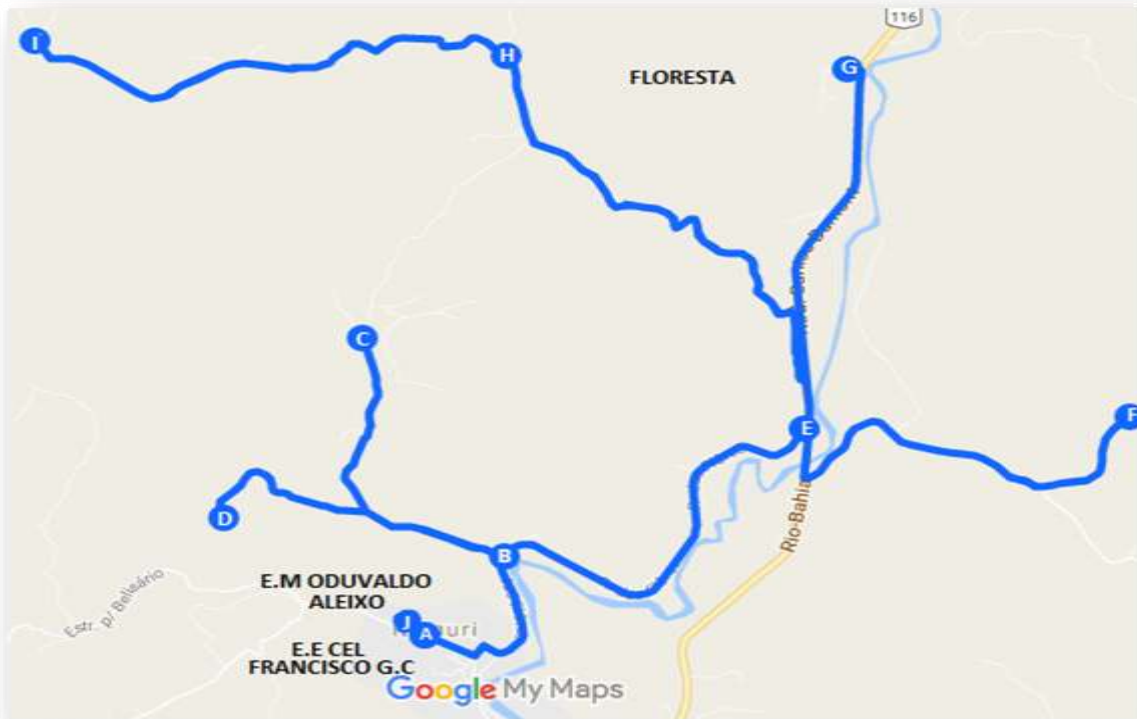 116
I
H
FLORESTA
G
C
E
F
D
Rio-Bahia
B
E.M ODUVALDO
ALEIXO
Estr. p/ Belisário
J
A
E.E CEL
FRANCISCO G.C
Google My Maps